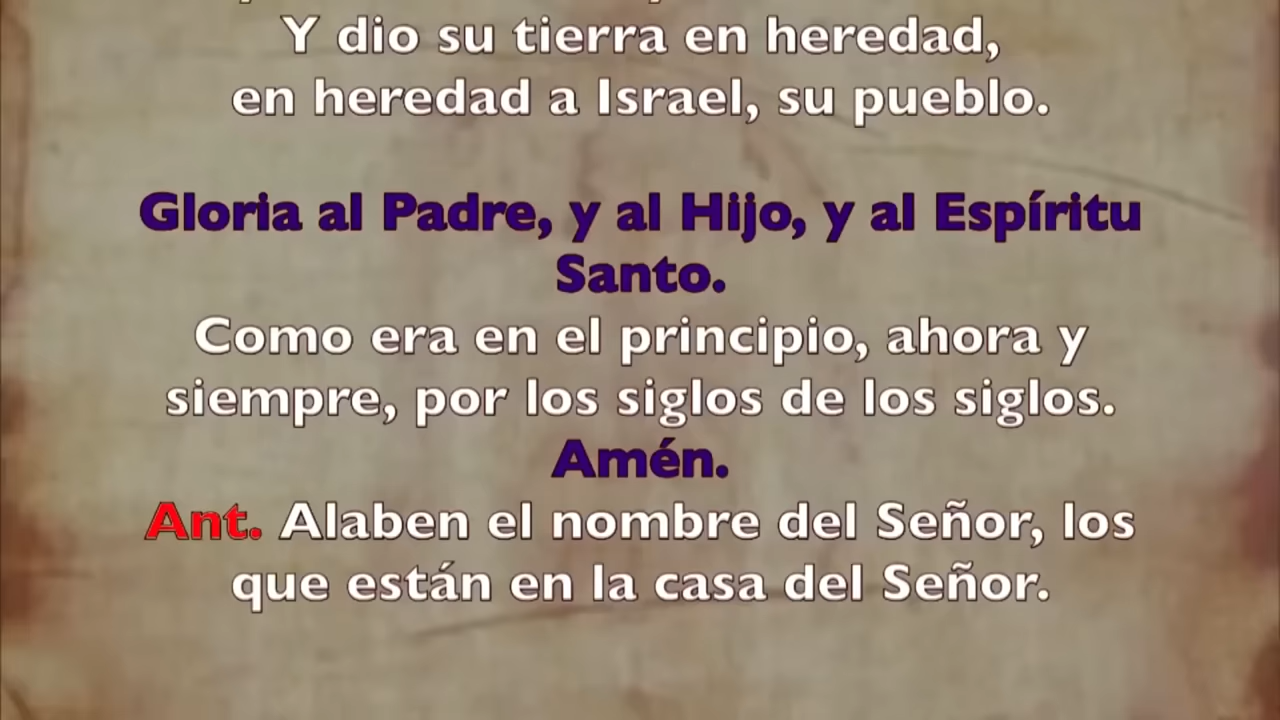 Y dio su tierra en heredad,
en heredad a Israel, su pueblo.
Gloria al Padre, y al Hijo, y al Espíritu
Santo.
Como era en el principio, ahora y
siempre, por los siglos de los siglos.
Amén.
Ant. Alaben el nombre del Señor, los
que están en la casa del Señor.